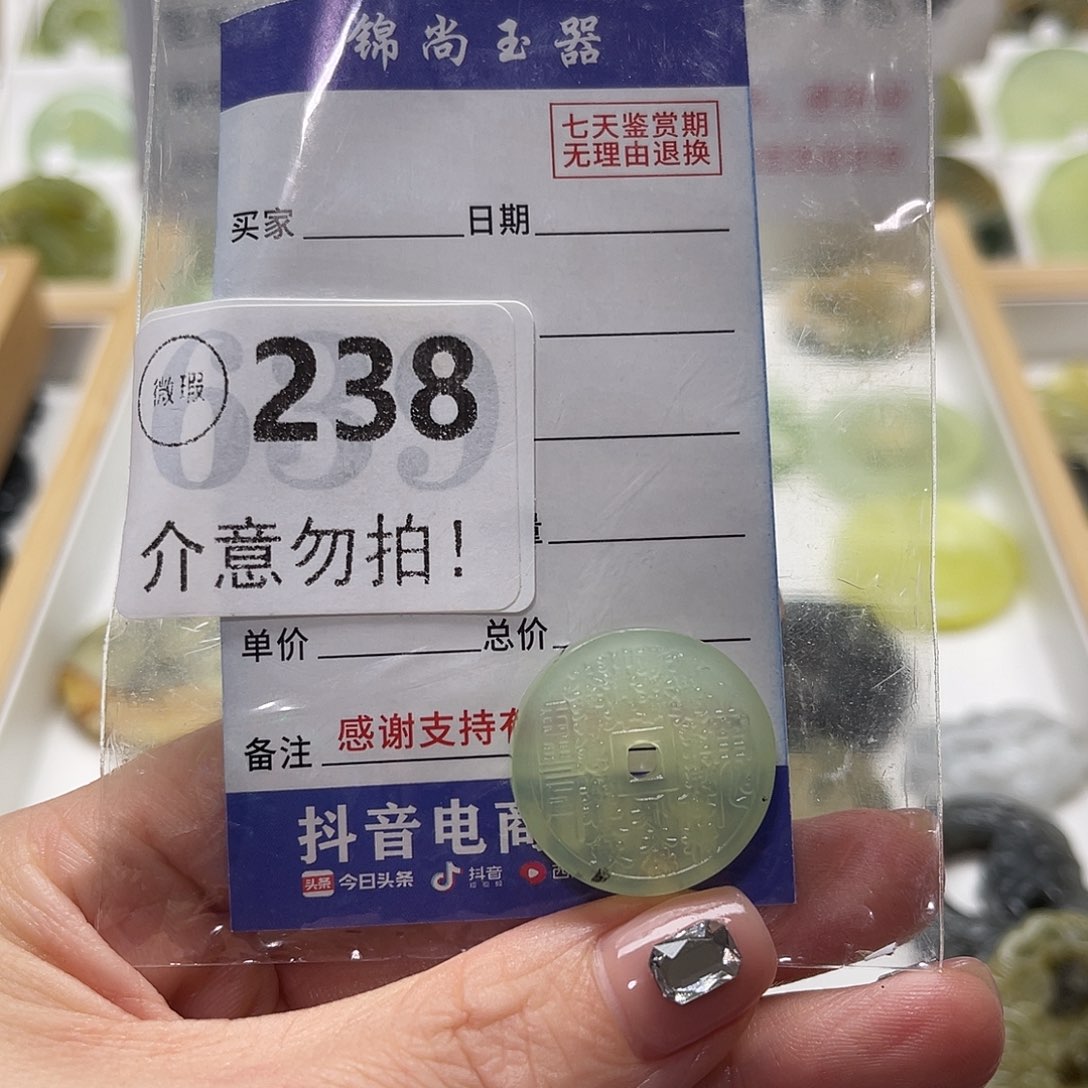 锦尚玉器
七天鉴赏期
无理由退换
买家 日期
微瑕 238
639
介意勿拍!
单价 总价
备注 感谢支持
抖音电商
头条 今日头条 抖音